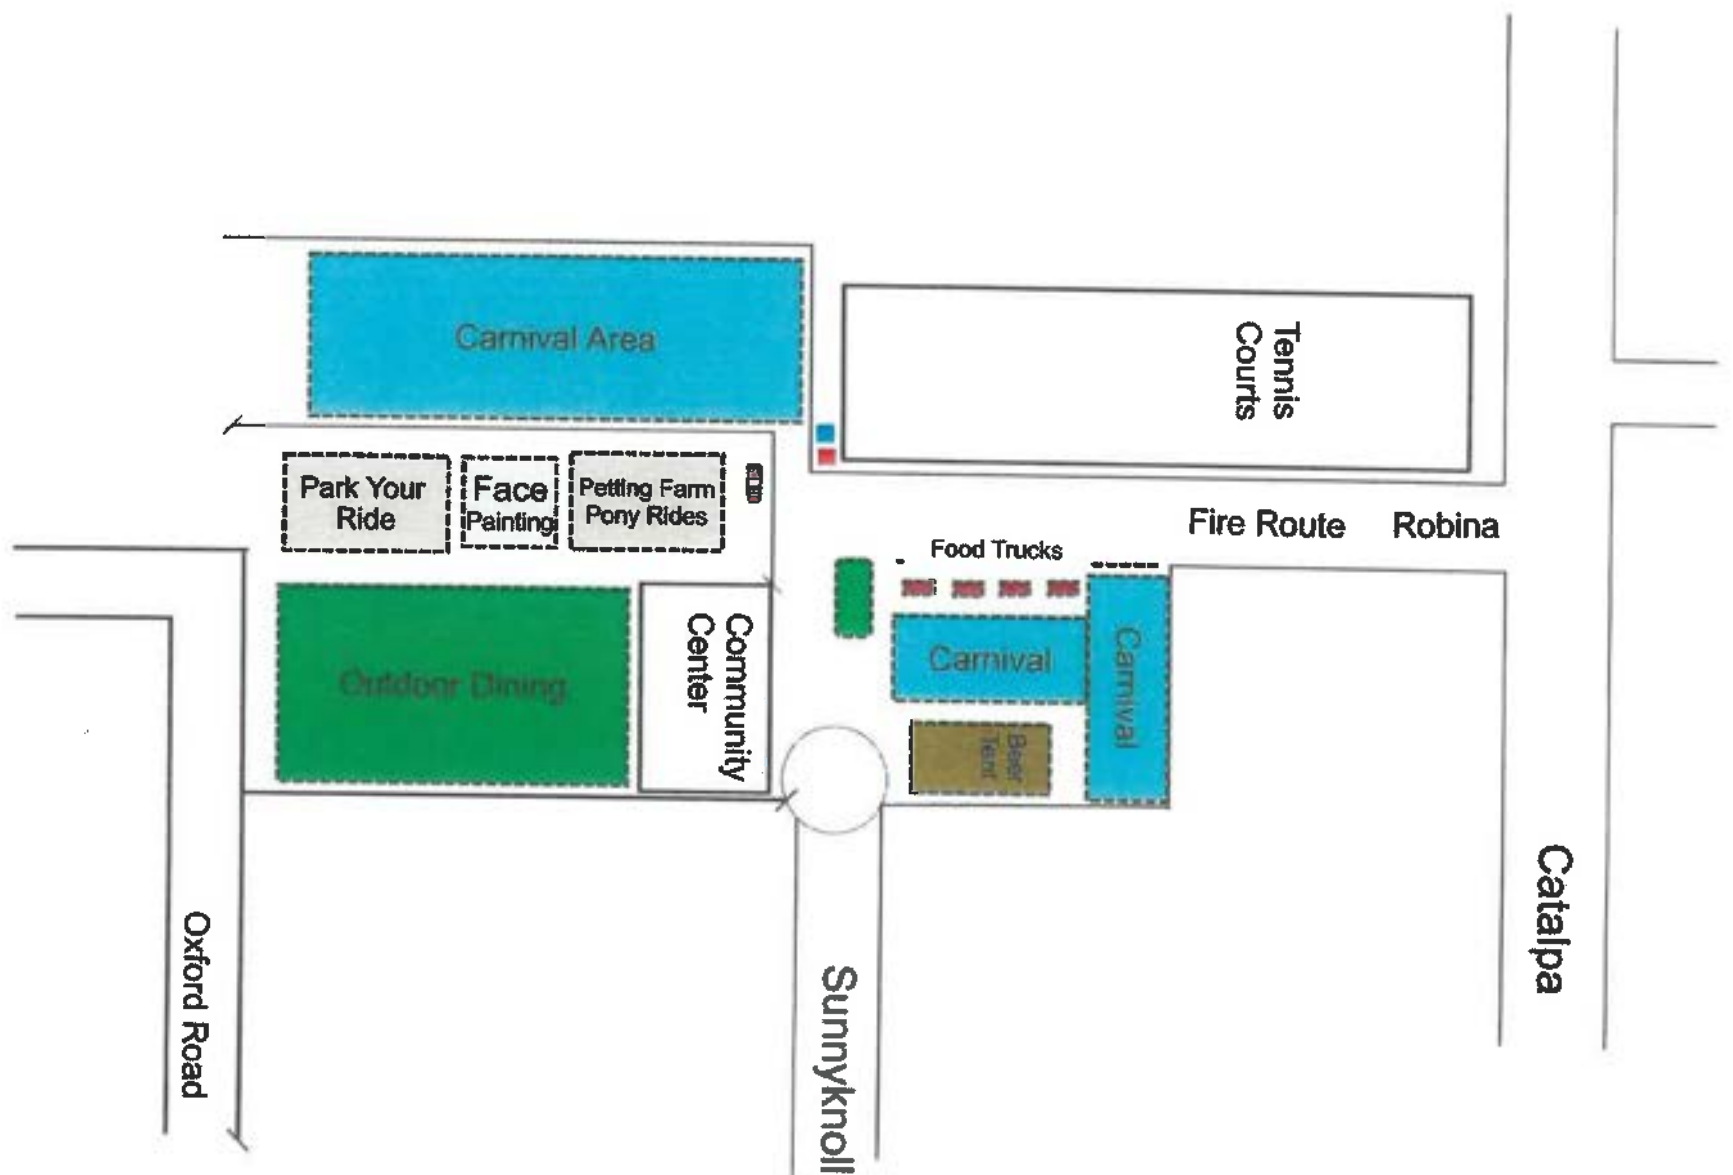 Carnival Area
Tennis
Courts
Park Your
Ride
Face
Painting
Petting Farm
Pony Rides
Fire Route
Robina
Food Trucks
Outdoor Dining
Community
Center
Carnival
Carnival
Beer
Tent
Catalpa
Oxford Road
Sunnyknoll